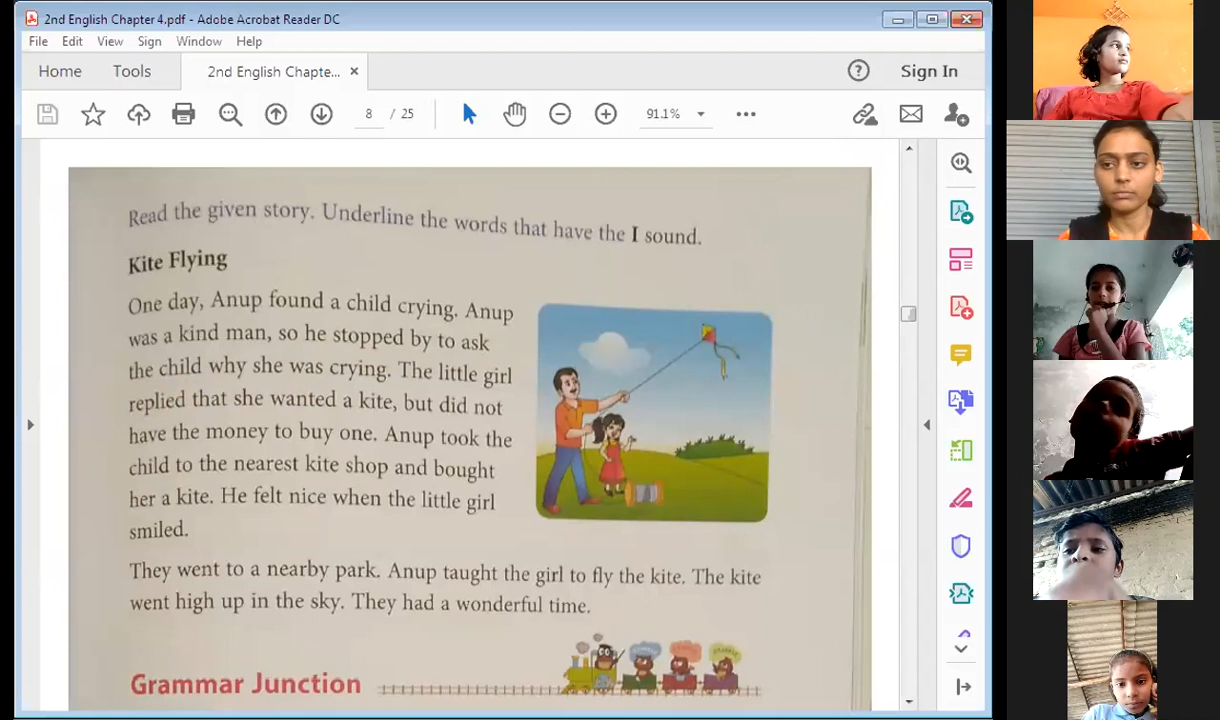 2nd English Chapter 4.pdf - Adobe Acrobat Reader DC
File Edit View Sign Window Help
Home Tools 2nd English Chapte... Sign In
8 / 25 91.1%
Read the given story. Underline the words that have the I sound.
Kite Flying
One day, Anup found a child crying. Anup
was a kind man, so he stopped by to ask
the child why she was crying. The little girl
replied that she wanted a kite, but did not
have the money to buy one. Anup took the
child to the nearest kite shop and bought
her a kite. He felt nice when the little girl
smiled.
They went to a nearby park. Anup taught the girl to fly the kite. The kite
went high up in the sky. They had a wonderful time.
Grammar Junction